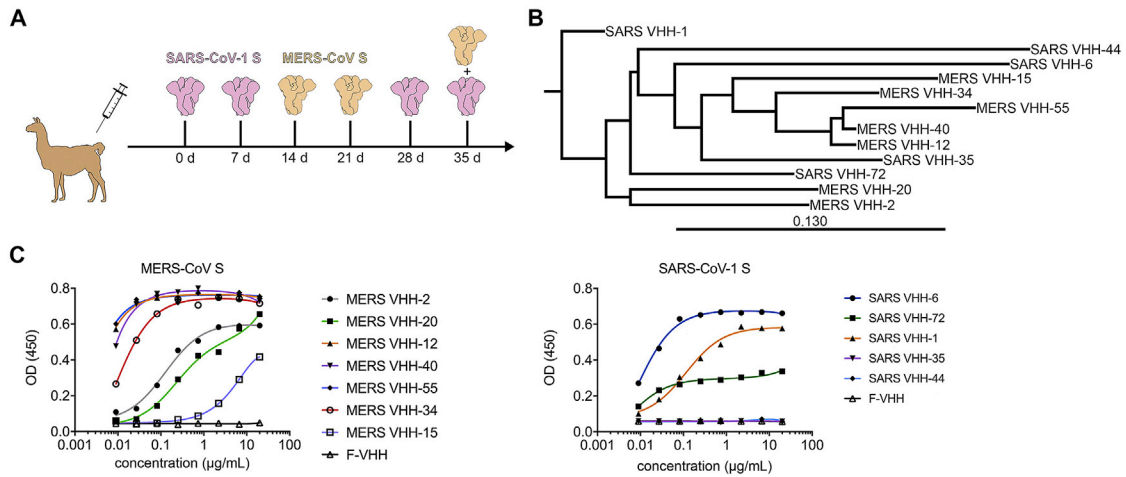 A
SARS-CoV-1 S
MERS-CoV S
+
0 d
7 d
14 d
21 d
28 d
35 d
B
SARS VHH-1
SARS VHH-44
SARS VHH-6
MERS VHH-15
MERS VHH-34
MERS VHH-55
MERS VHH-40
MERS VHH-12
SARS VHH-35
SARS VHH-72
MERS VHH-20
MERS VHH-2
0.130
C
MERS-CoV S
OD (450)
0.8
0.6
0.4
0.2
0.0
0.001
0.01
0.1
1
10
100
concentration (µg/mL)
MERS VHH-2
MERS VHH-20
MERS VHH-12
MERS VHH-40
MERS VHH-55
MERS VHH-34
MERS VHH-15
F-VHH
SARS-CoV-1 S
OD (450)
0.8
0.6
0.4
0.2
0.0
0.001
0.01
0.1
1
10
100
concentration (µg/mL)
SARS VHH-6
SARS VHH-72
SARS VHH-1
SARS VHH-35
SARS VHH-44
F-VHH